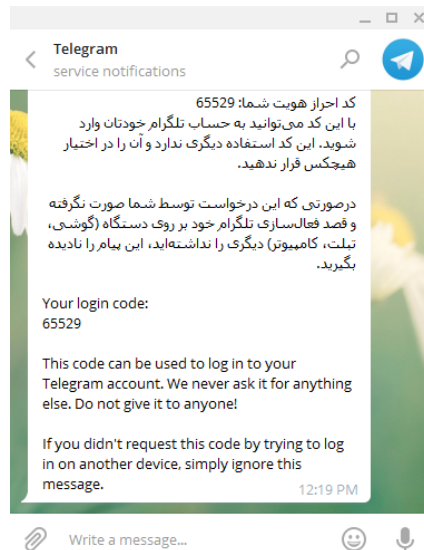 Telegram
service notifications
کد احراز هویت شما: 65529
با این کد می‌توانید به حساب تلگرام خودتان وارد
شوید. این کد استفاده دیگری ندارد و آن را در اختیار
هیچکس قرار ندهید.
درصورتی که این درخواست توسط شما صورت نگرفته
و قصد فعال‌سازی تلگرام خود بر روی دستگاه (گوشی،
تبلت، کامپیوتر) دیگری را نداشته‌اید، این پیام را نادیده
بگیرید.
Your login code:
65529
This code can be used to log in to your
Telegram account. We never ask it for anything
else. Do not give it to anyone!
If you didn't request this code by trying to log
in on another device, simply ignore this
message.
12:19 PM
Write a message...